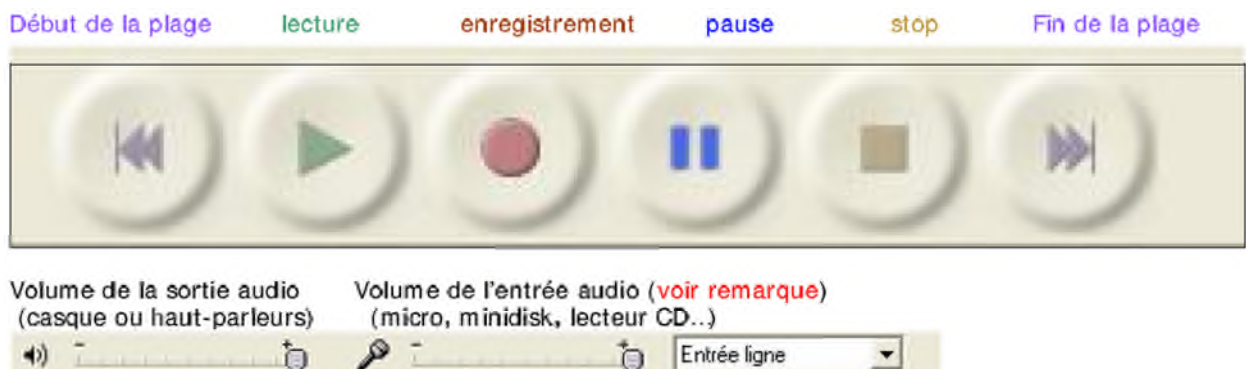 Début de la plage lecture enregistrement pause stop Fin de la plage
Volume de la sortie audio Volume de l'entrée audio (voir remarque)
(casque ou haut-parleurs) (micro, minidisk, lecteur CD...)
- + - + Entrée ligne